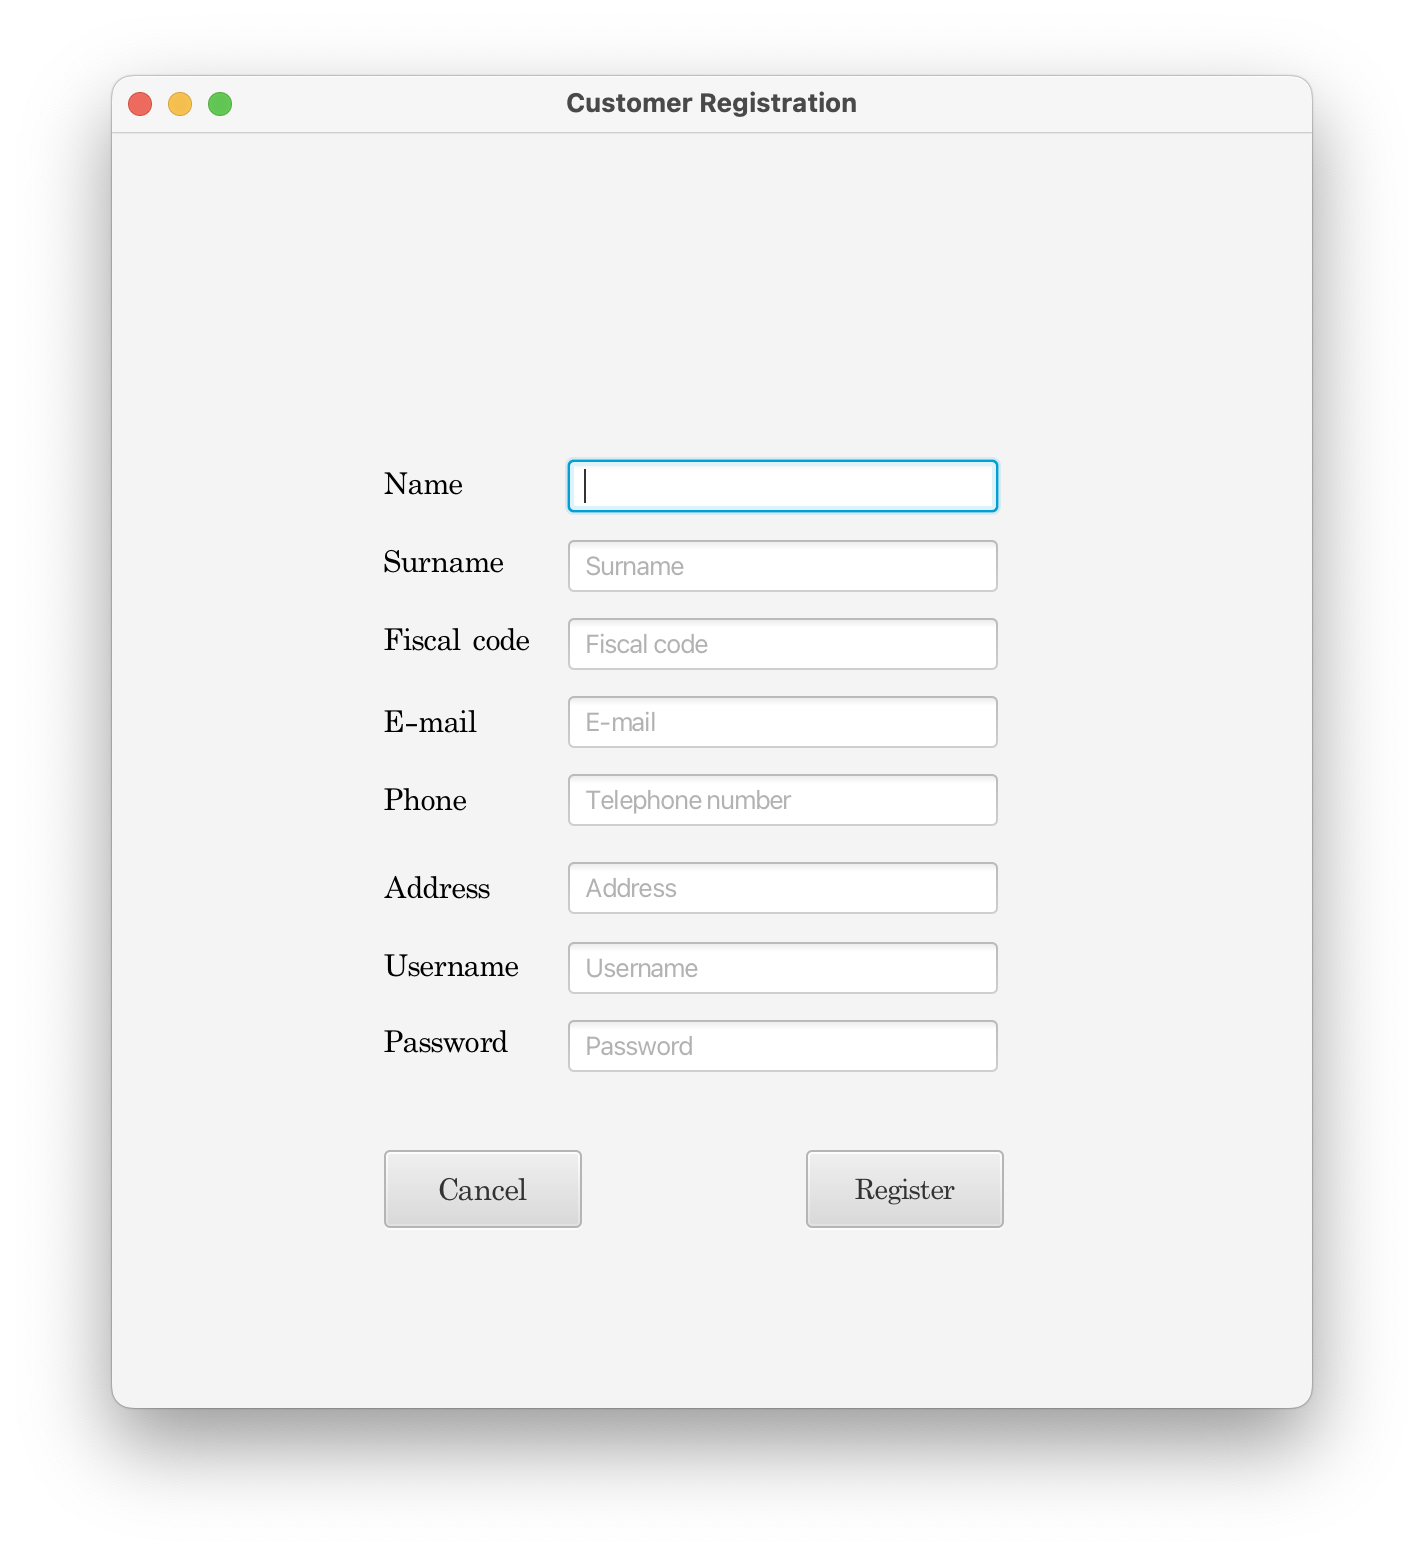 Customer Registration
Name
Surname Surname
Fiscal code Fiscal code
E-mail E-mail
Phone Telephone number
Address Address
Username Username
Password Password
Cancel Register